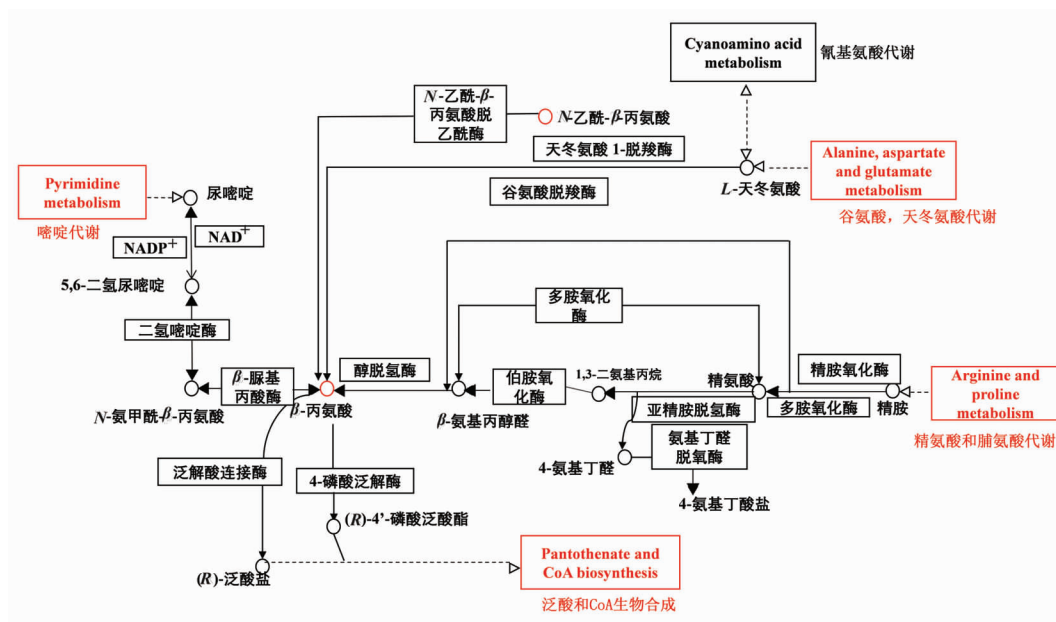 Cyanoamino acid
metabolism
氰基氨酸代谢
N-乙酰-β-
丙氨酸脱
乙酰酶
N-乙酰-β-丙氨酸
天冬氨酸 1-脱羧酶
Pyrimidine
metabolism
尿嘧啶
谷氨酸脱羧酶
L-天冬氨酸
Alanine, aspartate
and glutamate
metabolism
嘧啶代谢
谷氨酸，天冬氨酸代谢
NADP+
NAD+
5,6-二氢尿嘧啶
多胺氧化
酶
二氢嘧啶酶
β-脲基
丙酸酶
醇脱氢酶
伯胺氧
化酶
1,3-二氨基丙烷
精氨酸
精胺氧化酶
N-氨甲酰-β-丙氨酸
β-丙氨酸
β-氨基丙醇醛
亚精胺脱氢酶
多胺氧化酶
精胺
Arginine and
proline
metabolism
精氨酸和脯氨酸代谢
泛解酸连接酶
4-磷酸泛解酶
4-氨基丁醛
氨基丁醛
脱氧酶
4-氨基丁酸盐
(R)-4'-磷酸泛酸酯
(R)-泛酸盐
Pantothenate and
CoA biosynthesis
泛酸和CoA生物合成